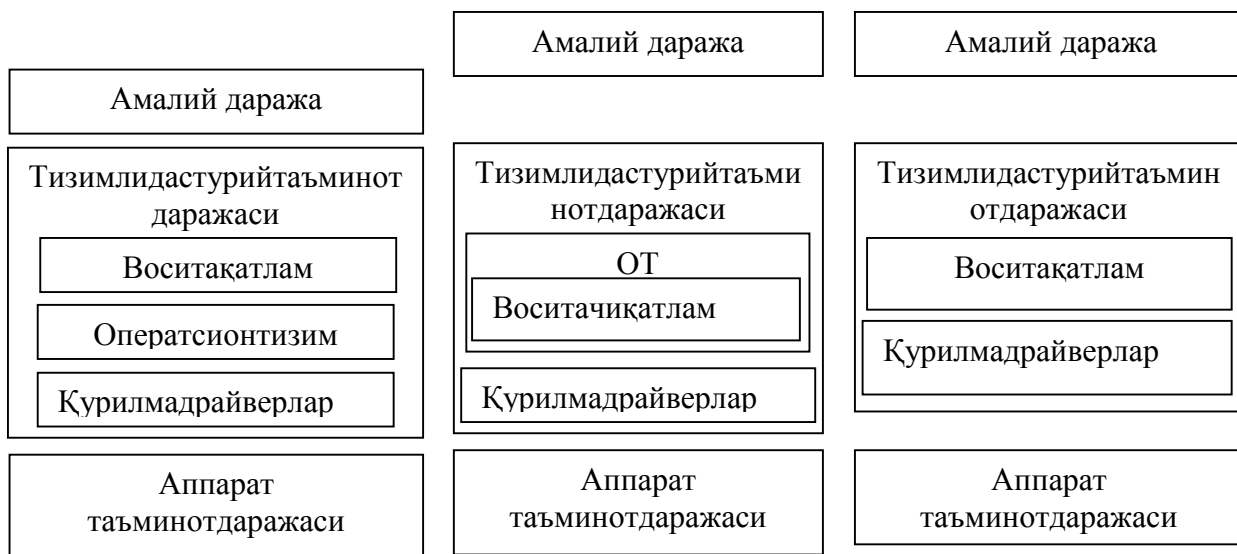 Амалий даража
Тизимлидастурийтаъминот
даражаси
Воситақатлам
Оператсионтизим
Қурилмадрайверлар
Аппарат
таъминотдаражаси
Амалий даража
Тизимлидастурийтаъми
нотдаражаси
ОТ
Воситачиқатлам
Қурилмадрайверлар
Аппарат
таъминотдаражаси
Амалий даража
Тизимлидастурийтаъмин
отдаражаси
Воситақатлам
Қурилмадрайверлар
Аппарат
таъминотдаражаси